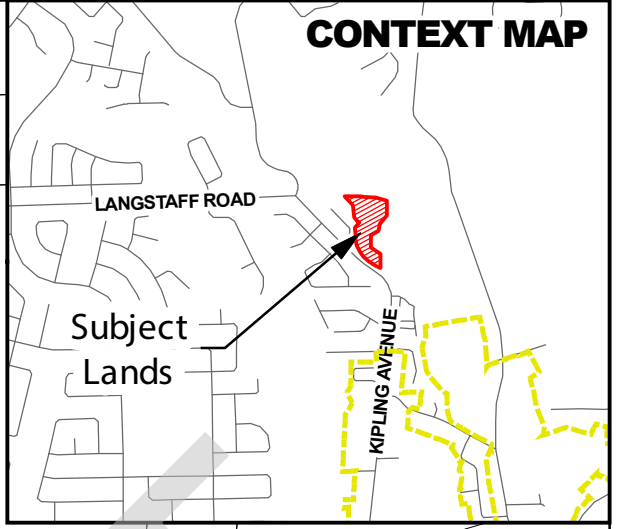 CONTEXT MAP
LANGSTAFF ROAD
Subject
Lands
KIPLING AVENUE